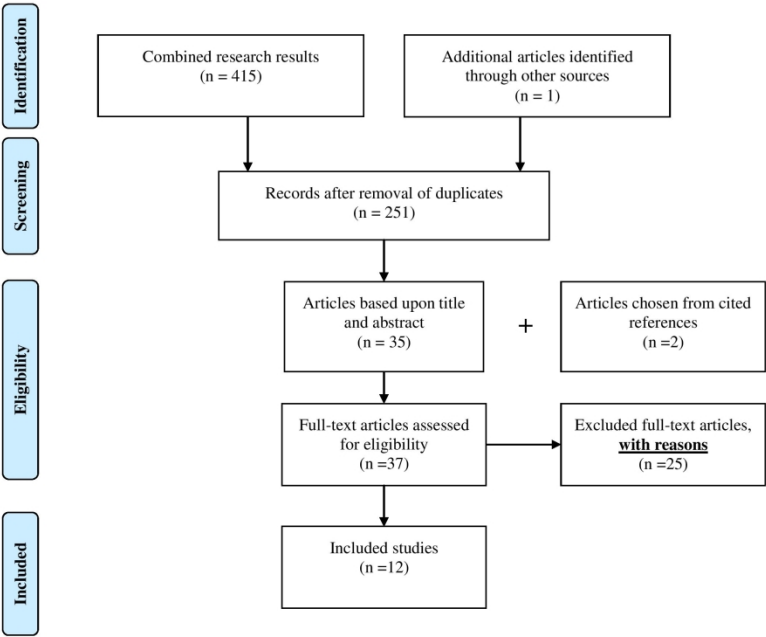 Identification
Combined research results
(n = 415)
Additional articles identified
through other sources
(n = 1)
Screening
Records after removal of duplicates
(n = 251)
Eligibility
Articles based upon title
and abstract
(n = 35)
+
Articles chosen from cited
references
(n =2)
Full-text articles assessed
for eligibility
(n =37)
Excluded full-text articles,
with reasons
(n =25)
Included
Included studies
(n =12)